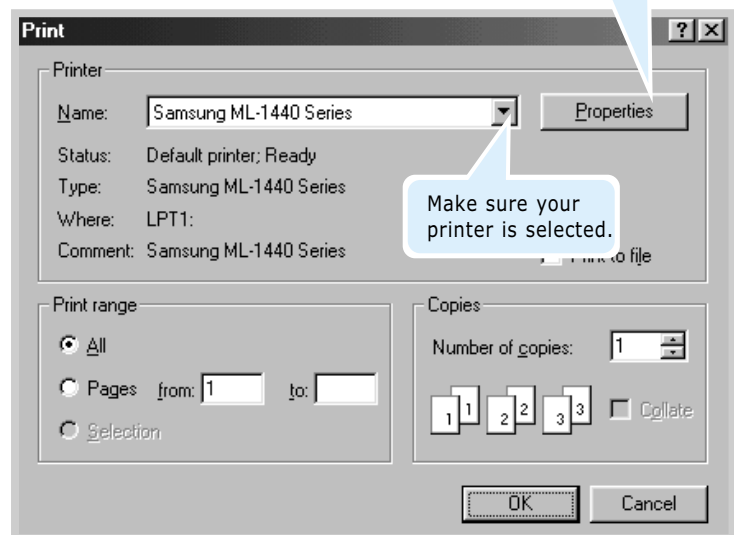 Print
Printer
Name: Samsung ML-1440 Series Properties
Status: Default printer; Ready
Type: Samsung ML-1440 Series
Where: LPT1:
Comment: Samsung ML-1440 Series
Make sure your
printer is selected.
Print to file
Print range
All
Pages from: 1 to:
Selection
Copies
Number of copies: 1
1 1 2 2 3 3 Collate
OK Cancel